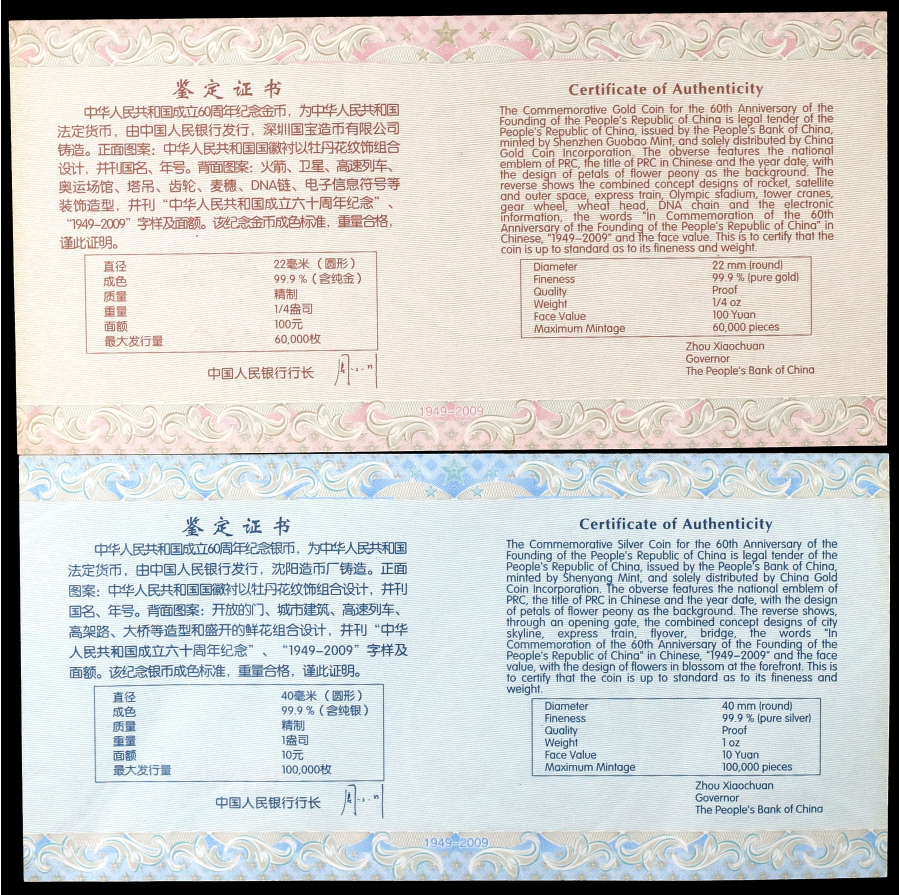 鉴定证书
中华人民共和国成立60周年纪念金币，为中华人民共和国
法定货币，由中国人民银行发行，深圳国宝造币有限公司
铸造。正面图案：中华人民共和国国徽衬以牡丹花纹饰组合
设计，并刊国名、年号。背面图案：火箭、卫星、高速列车、
奥运场馆、塔吊、齿轮、麦穗、DNA链、电子信息符号等
装饰造型，并刊“中华人民共和国成立六十周年纪念”、
“1949–2009”字样及面额。该纪念金币成色标准，重量合格，
谨此证明。
直径 22毫米（圆形）
成色 99.9 %（含纯金）
质量 精制
重量 1/4盎司
面额 100元
最大发行量 60,000枚
中国人民银行行长
Certificate of Authenticity
The Commemorative Gold Coin for the 60th Anniversary of the
Founding of the People's Republic of China is legal tender of the
People's Republic of China, issued by the People's Bank of China,
minted by Shenzhen Guobao Mint, and solely distributed by China
Gold Coin Incorporation. The obverse features the national
emblem of PRC, the title of PRC in Chinese and the year date, with
the design of petals of flower peony as the background. The
reverse shows the combined concept designs of rocket, satellite
and outer space, express train, Olympic stadium, tower cranes,
gear wheel, wheat head, DNA chain and the electronic
information, the words "In Commemoration of the 60th
Anniversary of the Founding of the People's Republic of China" in
Chinese, "1949–2009" and the face value. This is to certify that the
coin is up to standard as to its fineness and weight.
Diameter 22 mm (round)
Fineness 99.9 % (pure gold)
Quality Proof
Weight 1/4 oz
Face Value 100 Yuan
Maximum Mintage 60,000 pieces
Zhou Xiaochuan
Governor
The People's Bank of China
1949–2009
鉴定证书
中华人民共和国成立60周年纪念银币，为中华人民共和国
法定货币，由中国人民银行发行，沈阳造币厂铸造。正面
图案：中华人民共和国国徽衬以牡丹花纹饰组合设计，并刊
国名、年号。背面图案：开放的门、城市建筑、高速列车、
高架路、大桥等造型和盛开的鲜花组合设计，并刊“中华
人民共和国成立六十周年纪念”、“1949–2009”字样及
面额。该纪念银币成色标准，重量合格，谨此证明。
直径 40毫米（圆形）
成色 99.9 %（含纯银）
质量 精制
重量 1盎司
面额 10元
最大发行量 100,000枚
中国人民银行行长
Certificate of Authenticity
The Commemorative Silver Coin for the 60th Anniversary of the
Founding of the People's Republic of China is legal tender of the
People's Republic of China, issued by the People's Bank of China,
minted by Shenyang Mint, and solely distributed by China Gold
Coin Incorporation. The obverse features the national emblem of
PRC, the title of PRC in Chinese and the year date, with the design
of petals of flower peony as the background. The reverse shows,
through an opening gate, the combined concept designs of city
skyline, express train, flyover, bridge, the words "In
Commemoration of the 60th Anniversary of the Founding of the
People's Republic of China" in Chinese, "1949–2009" and the face
value, with the design of flowers in blossom at the forefront. This is
to certify that the coin is up to standard as to its fineness and
weight.
Diameter 40 mm (round)
Fineness 99.9 % (pure silver)
Quality Proof
Weight 1 oz
Face Value 10 Yuan
Maximum Mintage 100,000 pieces
Zhou Xiaochuan
Governor
The People's Bank of China
1949–2009